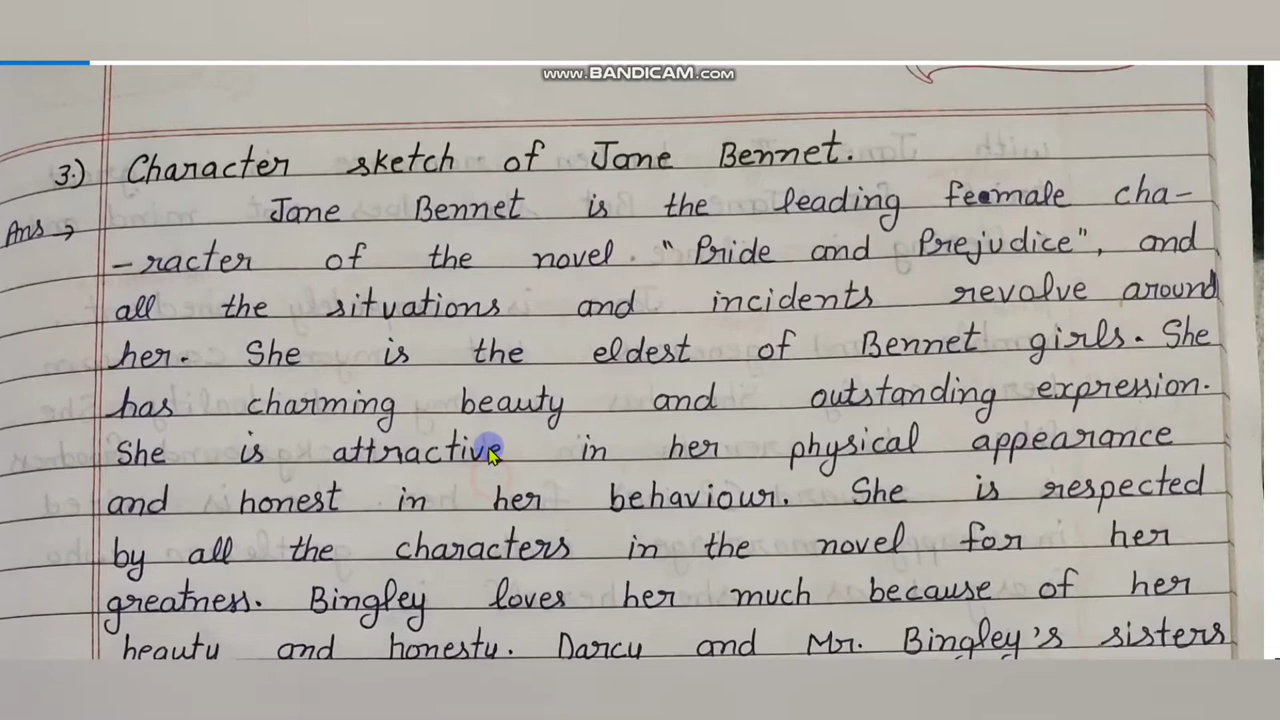 www.BANDICAM.com
3.) Character sketch of Jane Bennet.
Ans → Jane Bennet is the leading feemale cha-
-racter of the novel. "Pride and Prejudice", and
all the situations and incidents revolve around
her. She is the eldest of Bennet girls. She
has charming beauty and outstanding expression.
She is attractive in her physical appearance
and honest in her behaviour. She is respected
by all the characters in the novel for her
greatness. Bingley loves her much because of her
beauty and honesty. Darcy and Mr. Bingley's sisters